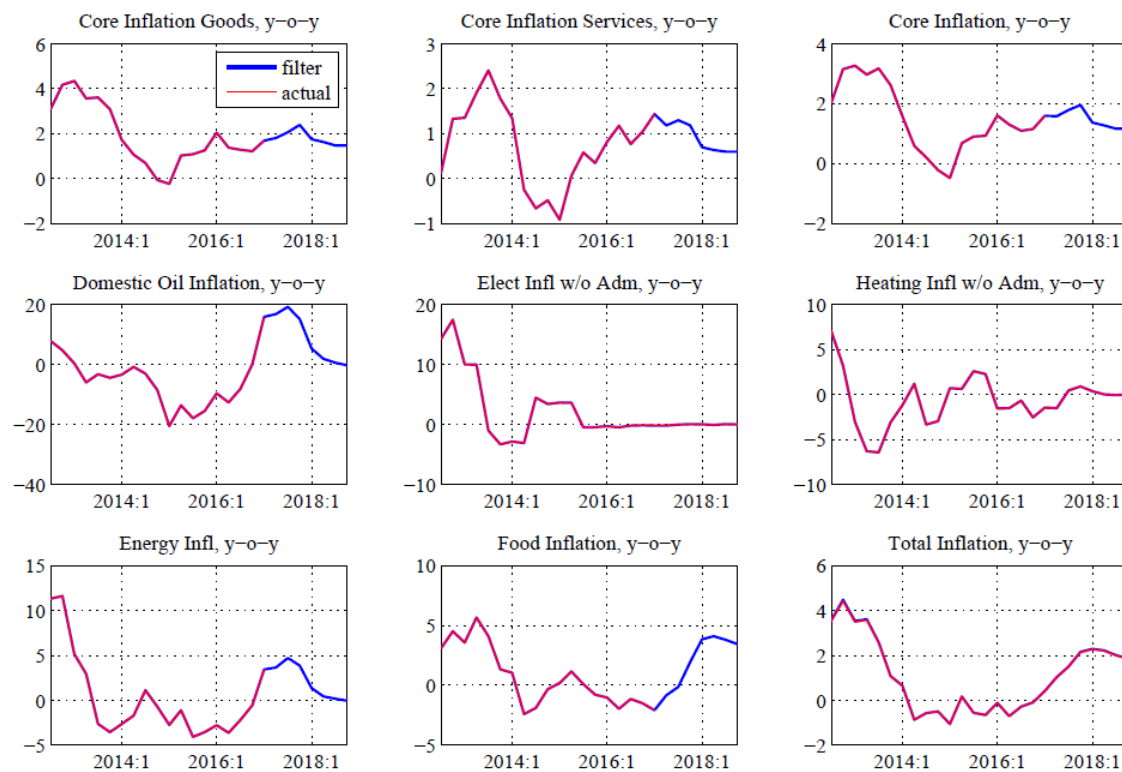 Core Inflation Goods, y−o−y
6
4
2
0
−2
filter
actual
2014:1 2016:1 2018:1
Core Inflation Services, y−o−y
3
2
1
0
−1
2014:1 2016:1 2018:1
Core Inflation, y−o−y
4
2
0
−2
2014:1 2016:1 2018:1
Domestic Oil Inflation, y−o−y
20
0
−20
−40
2014:1 2016:1 2018:1
Elect Infl w/o Adm, y−o−y
20
10
0
−10
2014:1 2016:1 2018:1
Heating Infl w/o Adm, y−o−y
10
5
0
−5
−10
2014:1 2016:1 2018:1
Energy Infl, y−o−y
15
10
5
0
−5
2014:1 2016:1 2018:1
Food Inflation, y−o−y
10
5
0
−5
2014:1 2016:1 2018:1
Total Inflation, y−o−y
6
4
2
0
−2
2014:1 2016:1 2018:1